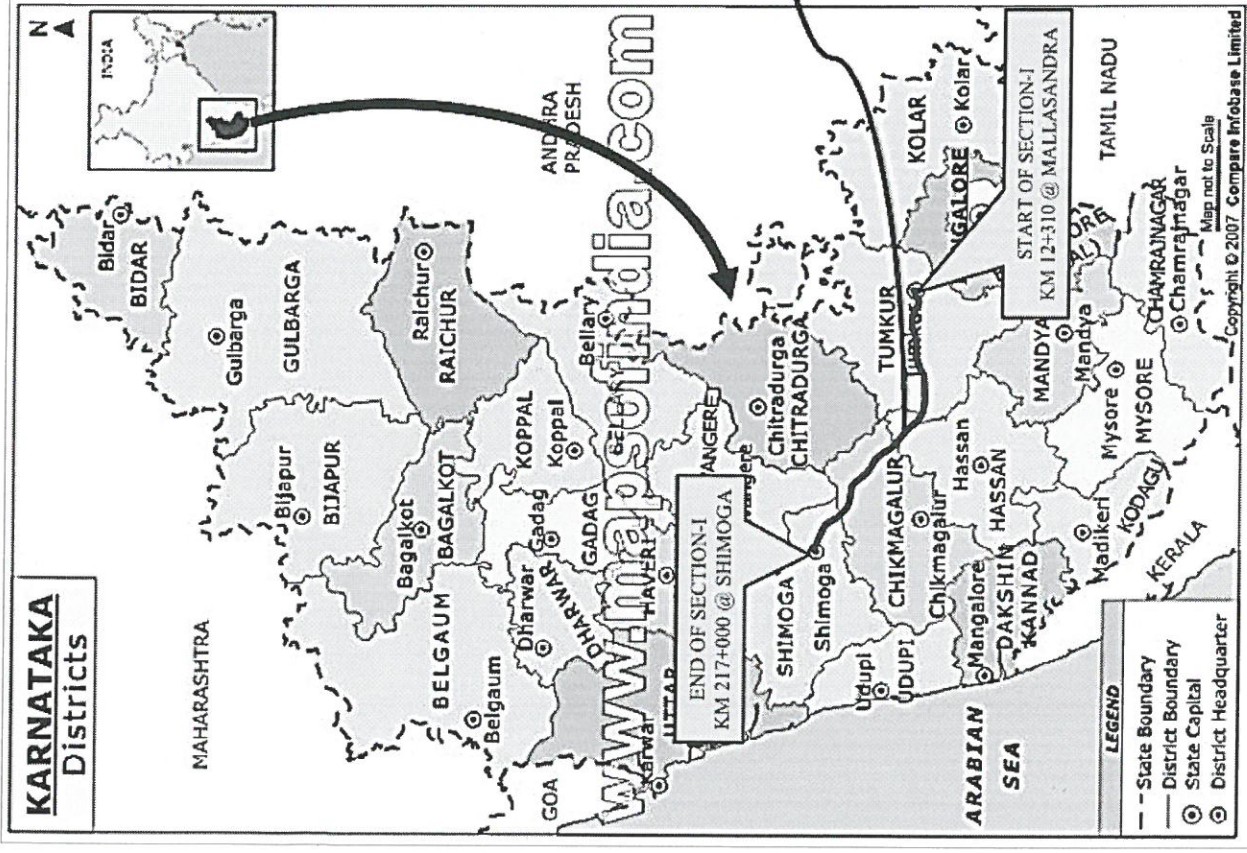 KARNATAKA
Districts
N
INDIA
MAHARASHTRA
Bidar
BIDAR
Gulbarga
GULBARGA
Bijapur
BIJAPUR
Raichur
RAICHUR
Bagalkot
BAGALKOT
BELGAUM
Belgaum
KOPPAL
Koppal
Gadag
GADAG
Dharwar
DHARWAR
ANDHRA
PRADESH
GOA
Bellary
www.mapsofindia.com
HAVERI
Karwar
UTTAR
END OF SECTION-I
KM 217+000 @ SHIMOGA
Chitradurga
CHITRADURGA
SHIMOGA
Shimoga
TUMKUR
KOLAR
Kolar
CHIKMAGALUR
Chikmagalur
Udupi
UDUPI
Hassan
HASSAN
START OF SECTION-I
KM 12+310 @ MALLASANDRA
Mangalore
DAKSHIN
KANNAD
MANDYA
Mandya
TAMIL NADU
ARABIAN
SEA
Madikeri
KODAGU
Mysore
MYSORE
CHAMRAJNAGAR
Chamrajnagar
KERALA
LEGEND
State Boundary
District Boundary
State Capital
District Headquarter
Map not to Scale
Copyright © 2007 Compare Infobase Limited